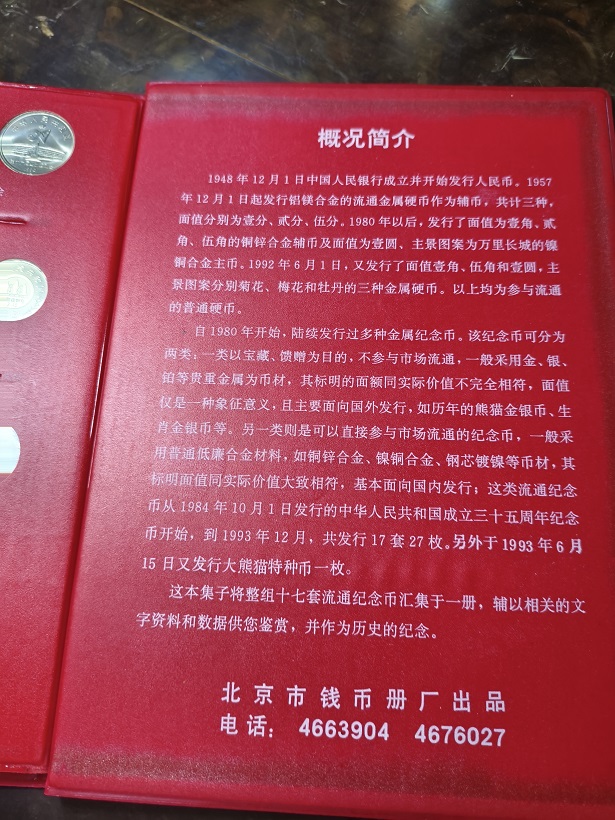 概况简介
1948 年 12 月 1 日中国人民银行成立并开始发行人民币。1957
年 12 月 1 日起发行铝镁合金的流通金属硬币作为辅币，共计三种，
面值分别为壹分、贰分、伍分。1980 年以后，发行了面值为壹角、贰
角、伍角的铜锌合金辅币及面值为壹圆、主景图案为万里长城的镍
铜合金主币。1992 年 6 月 1 日，又发行了面值壹角、伍角和壹圆，主
景图案分别菊花、梅花和牡丹的三种金属硬币。以上均为参与流通
的普通硬币。
自 1980 年开始，陆续发行过多种金属纪念币。该纪念币可分为
两类：一类以宝藏、馈赠为目的，不参与市场流通，一般采用金、银、
铂等贵重金属为币材，其标明的面额同实际价值不完全相符，面值
仅是一种象征意义，且主要面向国外发行，如历年的熊猫金银币、生
肖金银币等。另一类则是可以直接参与市场流通的纪念币，一般采
用普通低廉合金材料，如铜锌合金、镍铜合金、钢芯镀镍等币材，其
标明面值同实际价值大致相符，基本面向国内发行；这类流通纪念
币从 1984 年 10 月 1 日发行的中华人民共和国成立三十五周年纪念
币开始，到 1993 年 12 月，共发行 17 套 27 枚。另外于 1993 年 6 月
15 日又发行大熊猫特种币一枚。
这本集子将整组十七套流通纪念币汇集于一册，辅以相关的文
字资料和数据供您鉴赏，并作为历史的纪念。
北京市钱币册厂出品
电话： 4663904 4676027